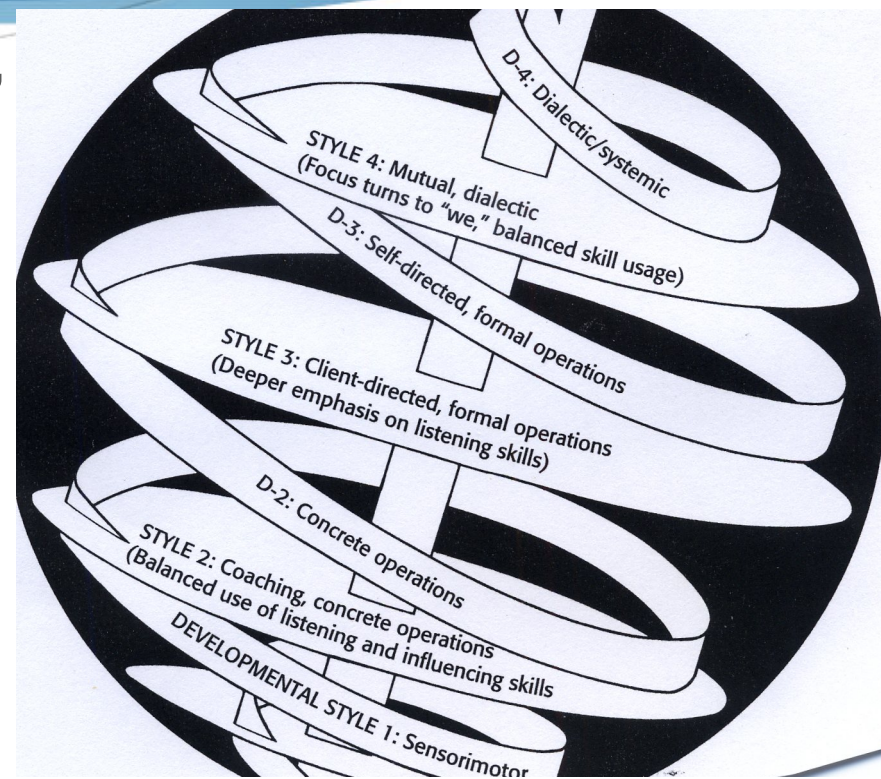 D-4: Dialectic/systemic
STYLE 4: Mutual, dialectic
(Focus turns to "we," balanced skill usage)
D-3: Self-directed, formal operations
STYLE 3: Client-directed, formal operations
(Deeper emphasis on listening skills)
D-2: Concrete operations
STYLE 2: Coaching, concrete operations
(Balanced use of listening and influencing skills
DEVELOPMENTAL STYLE 1: Sensorimotor